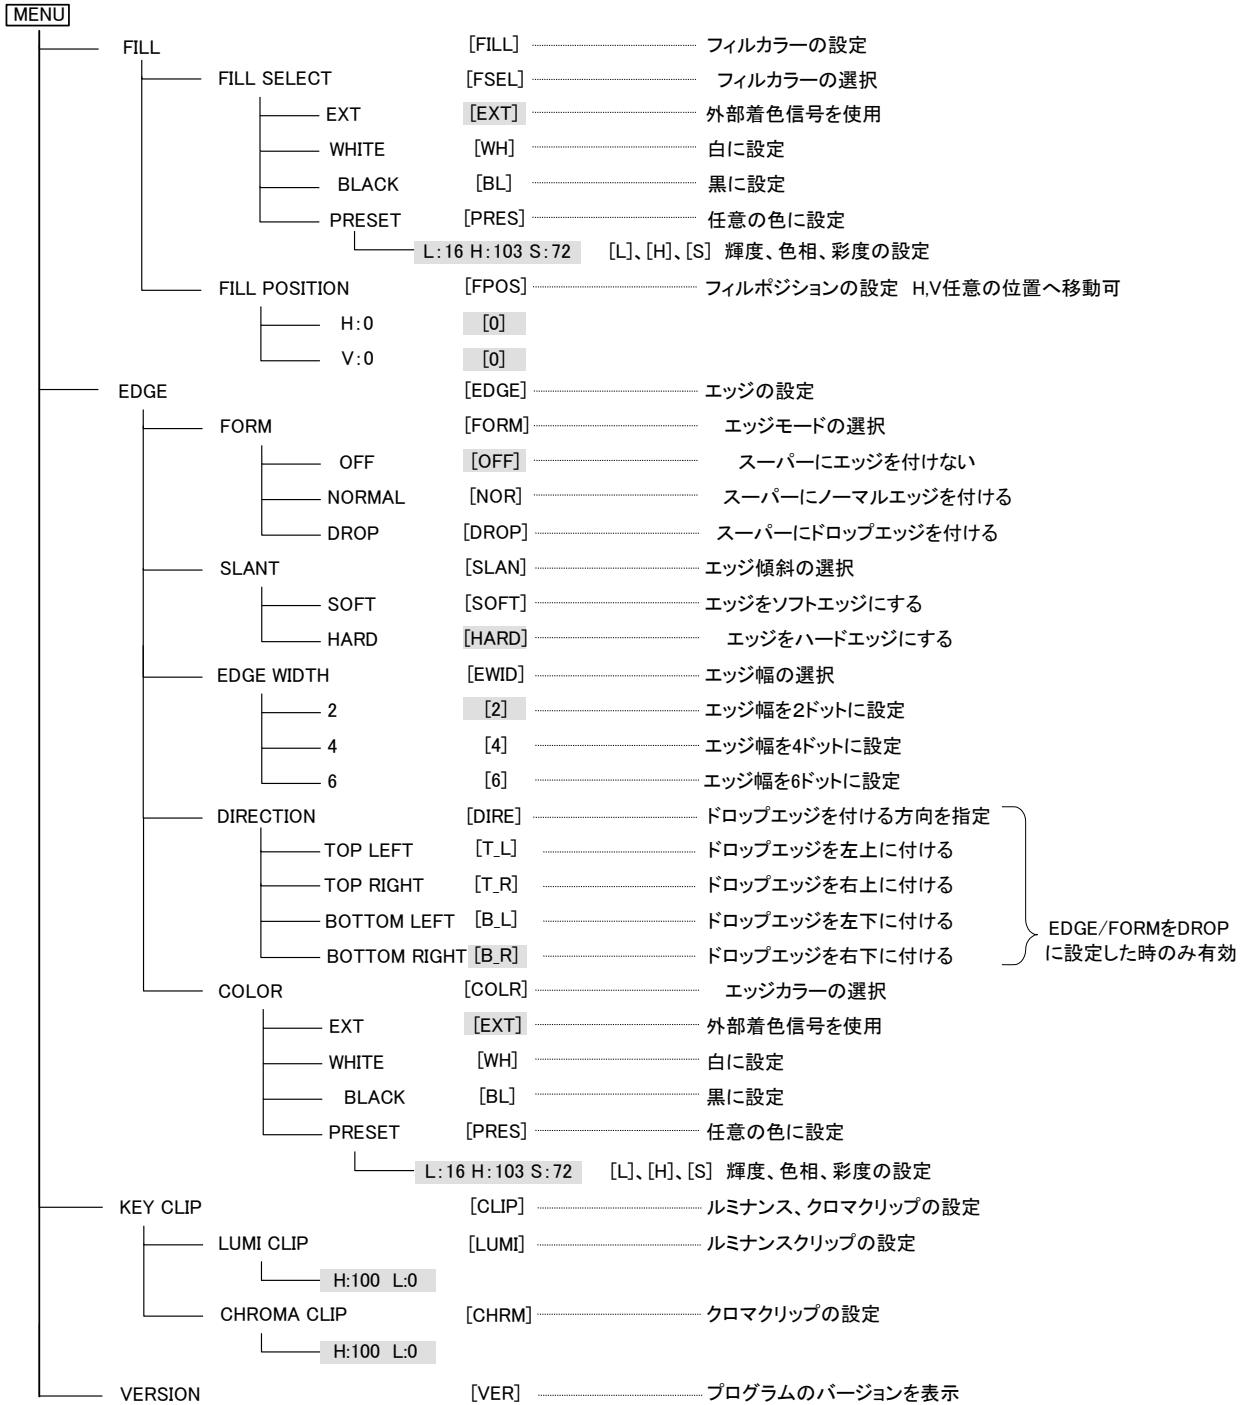 MENU
FILL [FILL] フィルカラーの設定
FILL SELECT [FSEL] フィルカラーの選択
EXT [EXT] 外部着色信号を使用
WHITE [WH] 白に設定
BLACK [BL] 黒に設定
PRESET [PRES] 任意の色に設定
L:16 H:103 S:72 [L]、[H]、[S] 輝度、色相、彩度の設定
FILL POSITION [FPOS] フィルポジションの設定 H,V任意の位置へ移動可
H:0 [0]
V:0 [0]
EDGE [EDGE] エッジの設定
FORM [FORM] エッジモードの選択
OFF [OFF] スーパーにエッジを付けない
NORMAL [NOR] スーパーにノーマルエッジを付ける
DROP [DROP] スーパーにドロップエッジを付ける
SLANT [SLAN] エッジ傾斜の選択
SOFT [SOFT] エッジをソフトエッジにする
HARD [HARD] エッジをハードエッジにする
EDGE WIDTH [EWID] エッジ幅の選択
2 [2] エッジ幅を2ドットに設定
4 [4] エッジ幅を4ドットに設定
6 [6] エッジ幅を6ドットに設定
DIRECTION [DIRE] ドロップエッジを付ける方向を指定
TOP LEFT [T_L] ドロップエッジを左上に付ける
TOP RIGHT [T_R] ドロップエッジを右上に付ける
BOTTOM LEFT [B_L] ドロップエッジを左下に付ける
BOTTOM RIGHT [B_R] ドロップエッジを右下に付ける
EDGE/FORMをDROP
に設定した時のみ有効
COLOR [COLR] エッジカラーの選択
EXT [EXT] 外部着色信号を使用
WHITE [WH] 白に設定
BLACK [BL] 黒に設定
PRESET [PRES] 任意の色に設定
L:16 H:103 S:72 [L]、[H]、[S] 輝度、色相、彩度の設定
KEY CLIP [CLIP] ルミナンス、クロマクリップの設定
LUMI CLIP [LUMI] ルミナンスクリップの設定
H:100 L:0
CHROMA CLIP [CHRM] クロマクリップの設定
H:100 L:0
VERSION [VER] プログラムのバージョンを表示